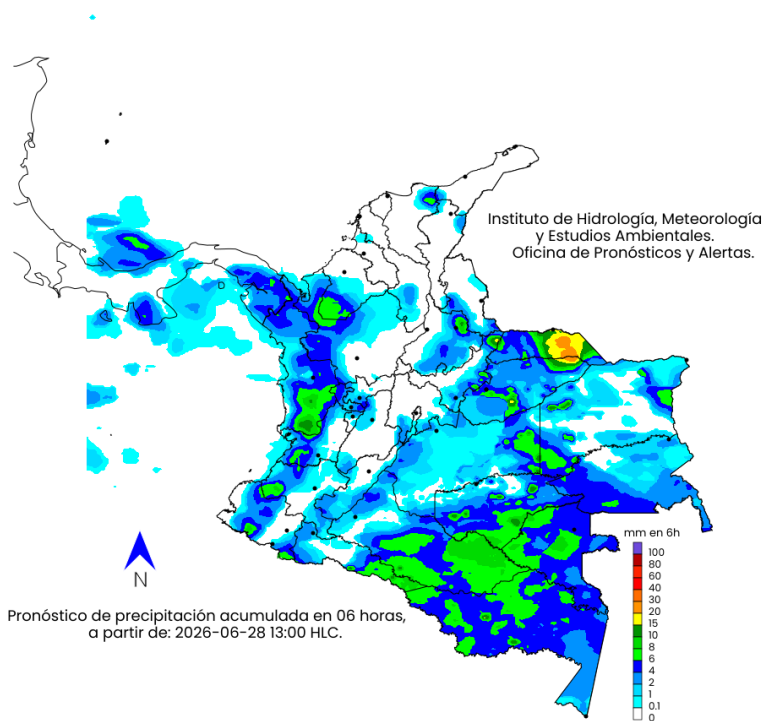 Instituto de Hidrología, Meteorología
y Estudios Ambientales.
Oficina de Pronósticos y Alertas.
N
Pronóstico de precipitación acumulada en 06 horas,
a partir de: 2026-06-28 13:00 HLC.
mm en 6h
100
80
60
40
30
20
15
10
8
6
4
2
1
0.1
0